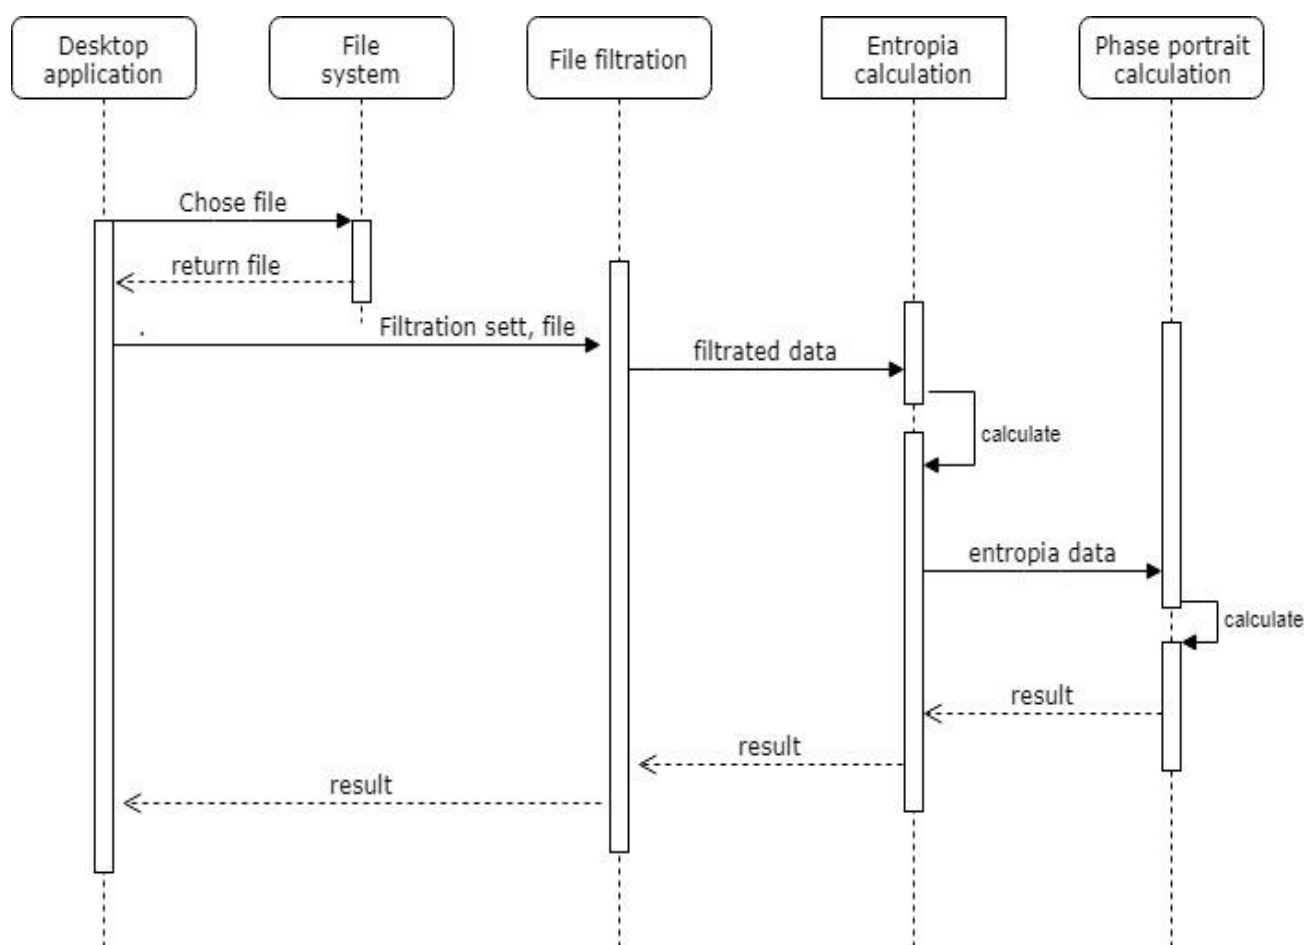 Desktop
application
File
system
File filtration
Entropia
calculation
Phase portrait
calculation
Chose file
return file
.
Filtration sett, file
filtrated data
calculate
entropia data
calculate
result
result
result